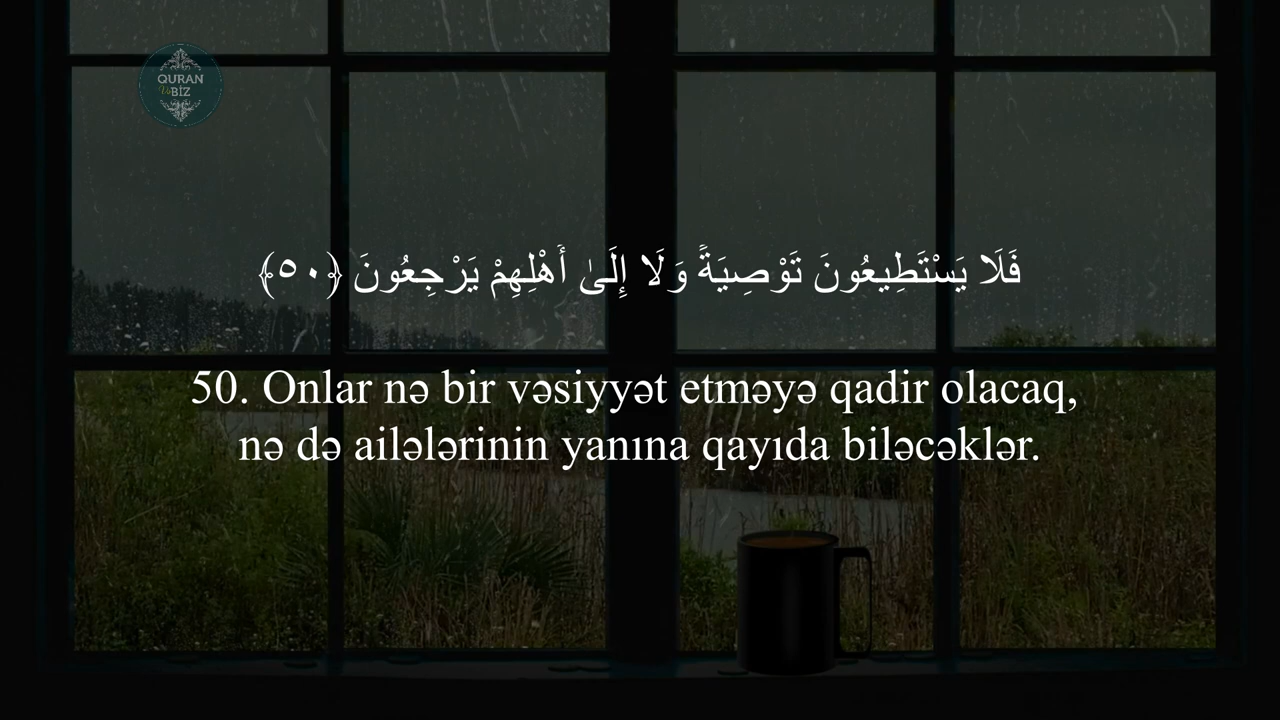 QURAN
Və BİZ
فَلَا يَسْتَطِيعُونَ تَوْصِيَةً وَلَا إِلَىٰ أَهْلِهِمْ يَرْجِعُونَ ﴿٥٠﴾
50. Onlar nə bir vəsiyyət etməyə qadir olacaq,
nə də ailələrinin yanına qayıda biləcəklər.